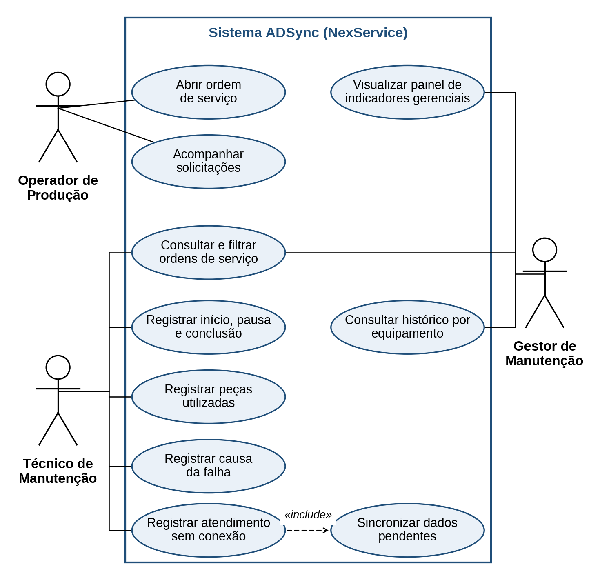 Sistema ADSync (NexService)
Abrir ordem
de serviço
Visualizar painel de
indicadores gerenciais
Acompanhar
solicitações
Operador de
Produção
Consultar e filtrar
ordens de serviço
Registrar início, pausa
e conclusão
Consultar histórico por
equipamento
Gestor de
Manutenção
Registrar peças
utilizadas
Técnico de
Manutenção
Registrar causa
da falha
Registrar atendimento
sem conexão
«include»
Sincronizar dados
pendentes